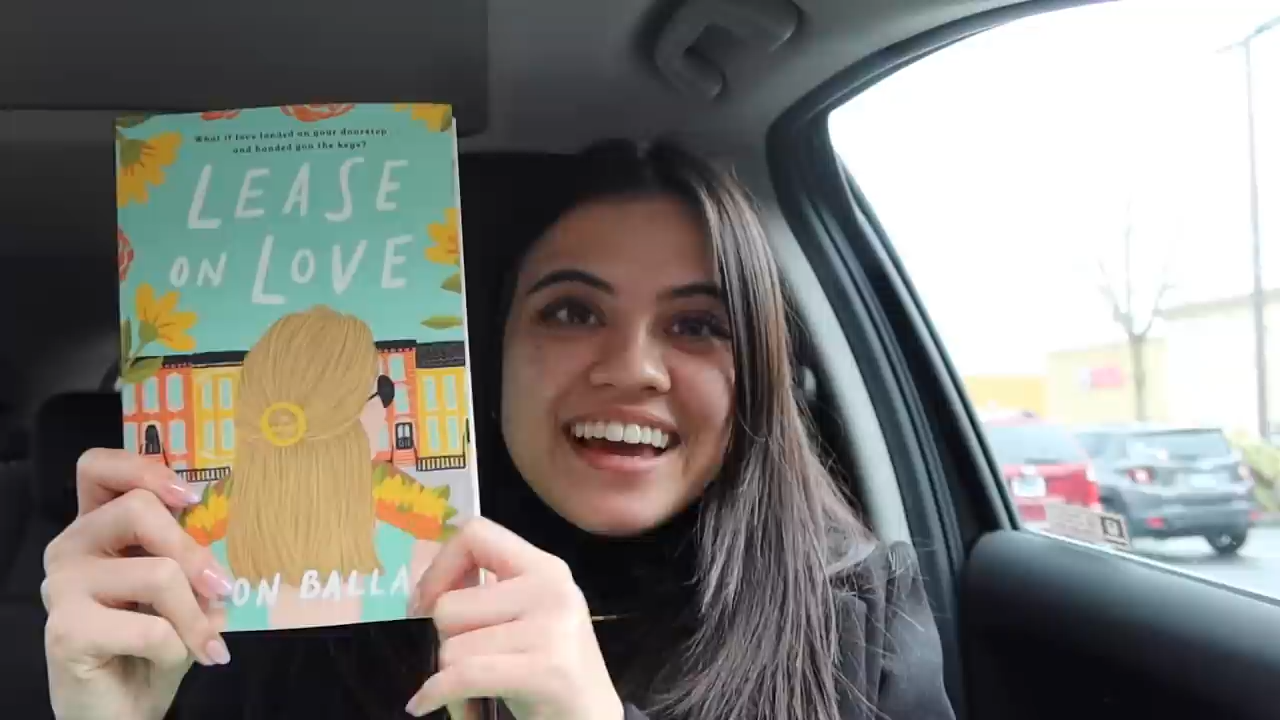 What if love landed on your doorstep
and handed you the keys?
LEASE
ON LOVE
ON BALLA